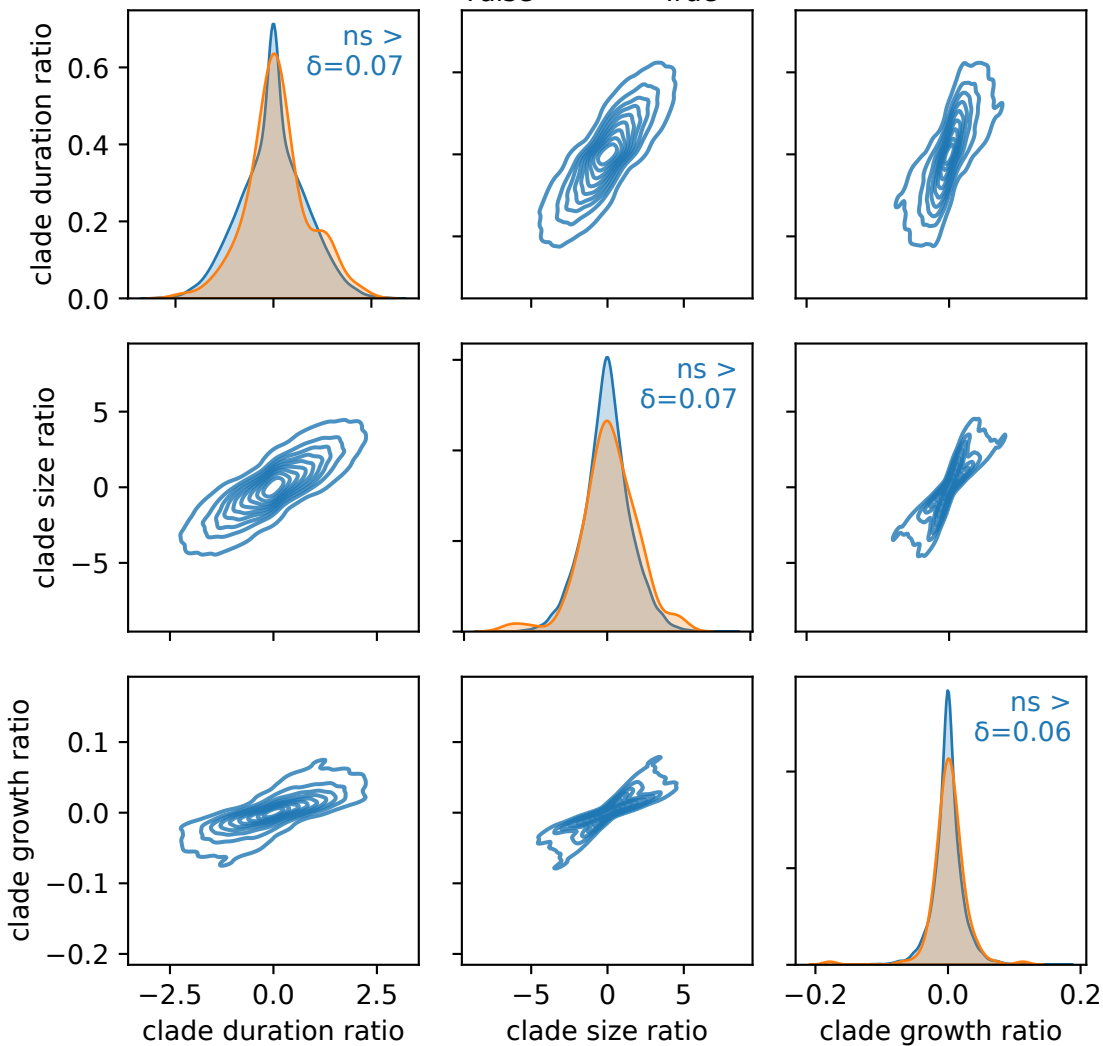 ns >
δ=0.07
clade duration ratio
0.6
0.4
0.2
0.0
ns >
δ=0.07
clade size ratio
5
0
−5
ns >
δ=0.06
clade growth ratio
0.1
0.0
−0.1
−0.2
−2.5 0.0 2.5
−5 0 5
−0.2 0.0 0.2
clade duration ratio
clade size ratio
clade growth ratio